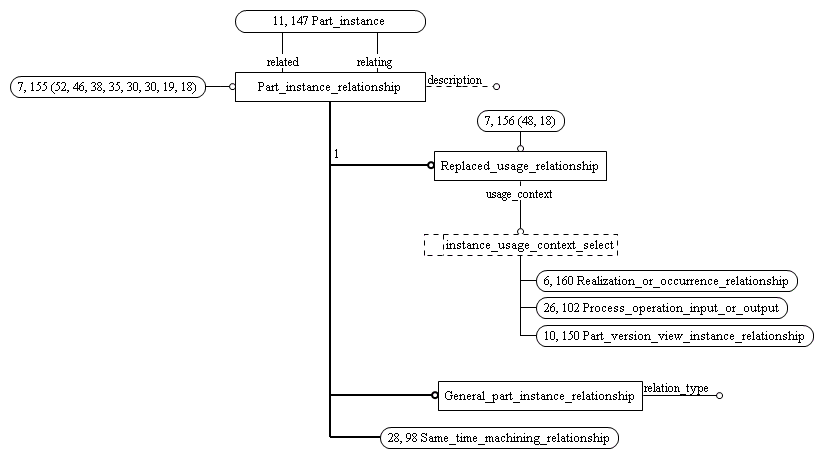 11, 147 Part_instance
related
relating
7, 155 (52, 46, 38, 35, 30, 30, 19, 18)
Part_instance_relationship
description
7, 156 (48, 18)
1
Replaced_usage_relationship
usage_context
instance_usage_context_select
6, 160 Realization_or_occurrence_relationship
26, 102 Process_operation_input_or_output
10, 150 Part_version_view_instance_relationship
General_part_instance_relationship
relation_type
28, 98 Same_time_machining_relationship